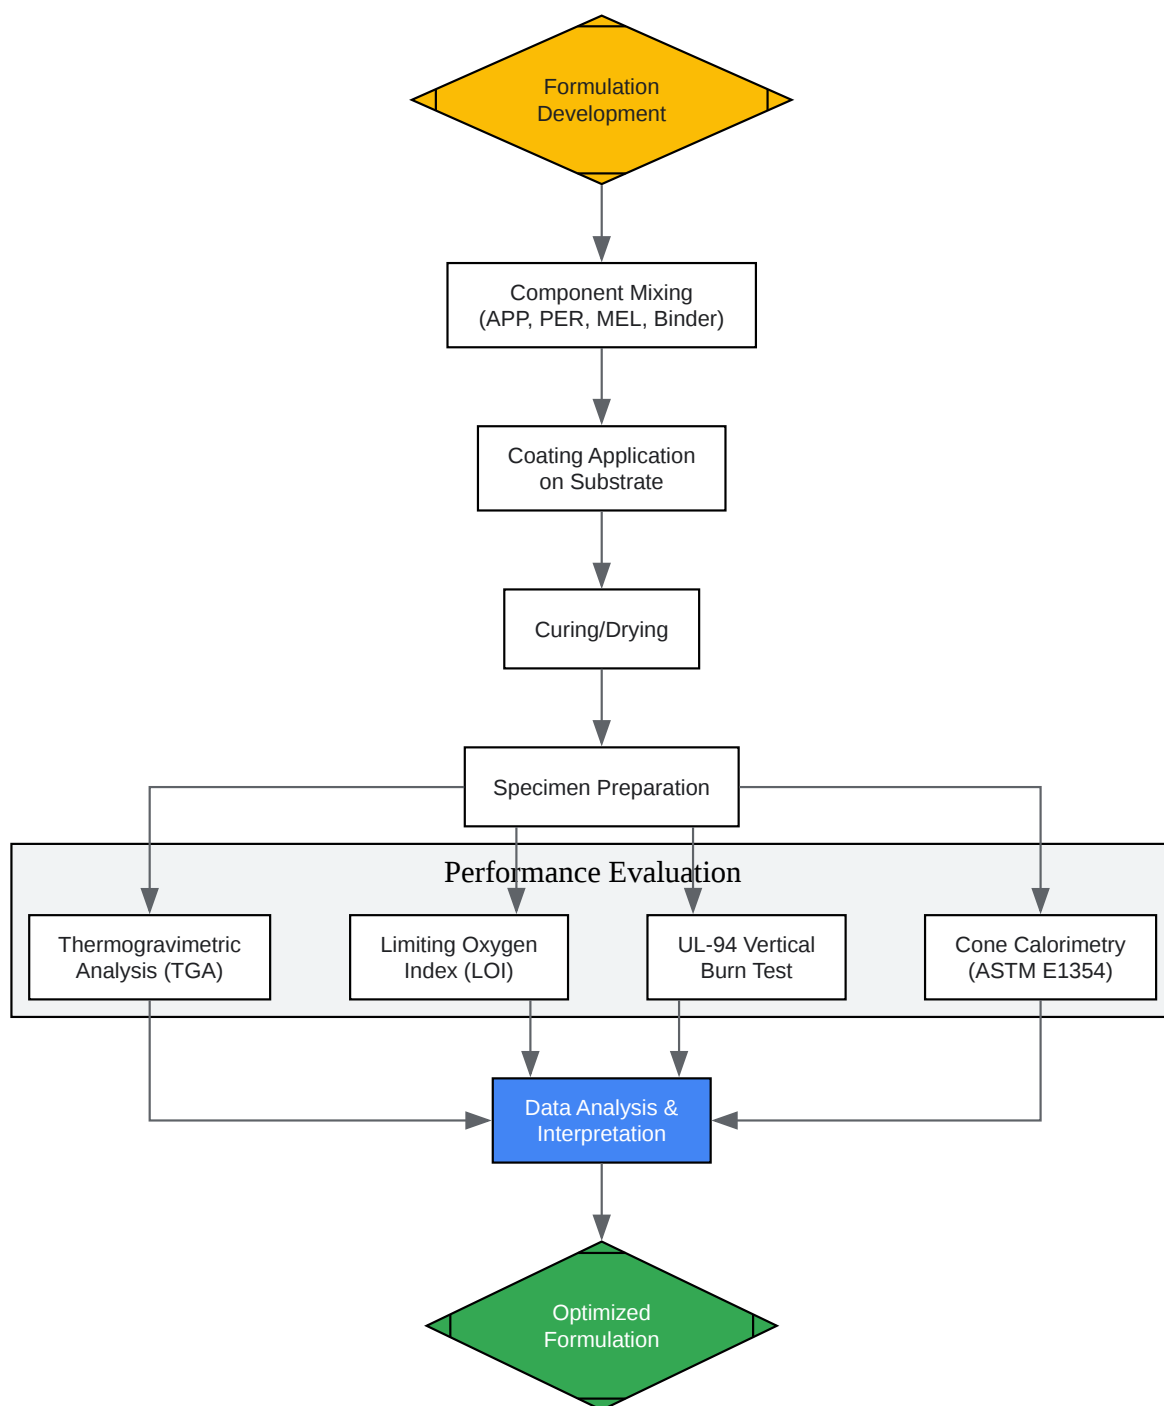 Formulation
Development
Component Mixing
(APP, PER, MEL, Binder)
Coating Application
on Substrate
Curing/Drying
Specimen Preparation
Performance Evaluation
Thermogravimetric
Analysis (TGA)
Limiting Oxygen
Index (LOI)
UL-94 Vertical
Burn Test
Cone Calorimetry
(ASTM E1354)
Data Analysis &
Interpretation
Optimized
Formulation